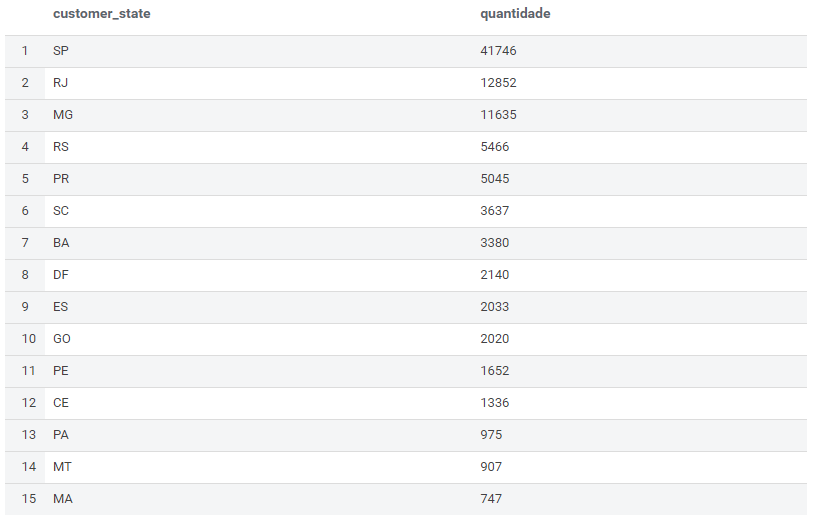 customer_state quantidade
1 SP 41746
2 RJ 12852
3 MG 11635
4 RS 5466
5 PR 5045
6 SC 3637
7 BA 3380
8 DF 2140
9 ES 2033
10 GO 2020
11 PE 1652
12 CE 1336
13 PA 975
14 MT 907
15 MA 747